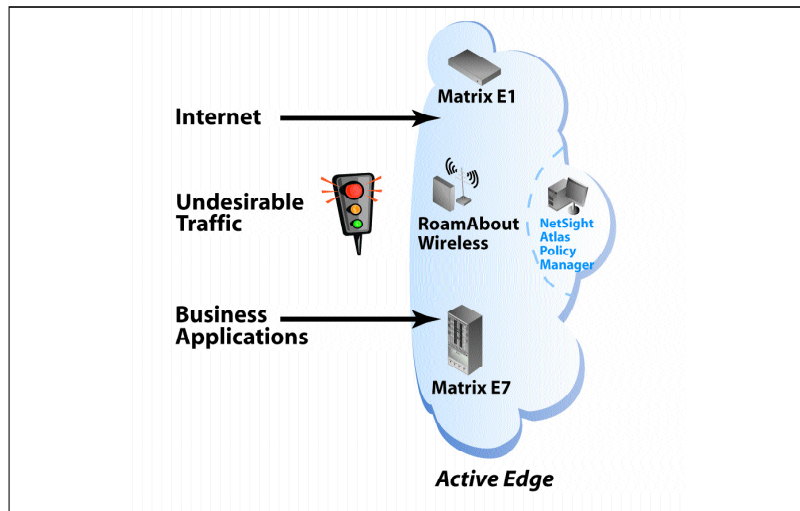 Matrix E1
Internet
Undesirable
Traffic
RoamAbout
Wireless
NetSight
Atlas
Policy
Manager
Business
Applications
Matrix E7
Active Edge